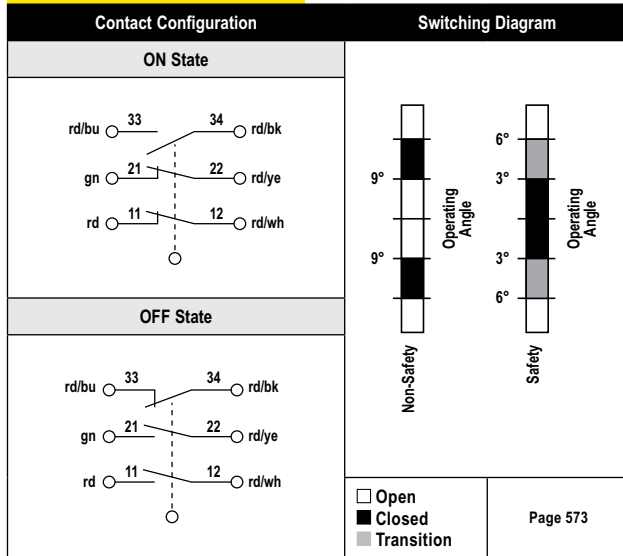 Contact Configuration
Switching Diagram
ON State
rd/bu 33 34 rd/bk
gn 21 22 rd/ye
rd 11 12 rd/wh
OFF State
rd/bu 33 34 rd/bk
gn 21 22 rd/ye
rd 11 12 rd/wh
9°
9°
Operating
Angle
Non-Safety
6°
3°
3°
6°
Operating
Angle
Safety
Open
Closed
Transition
Page 573